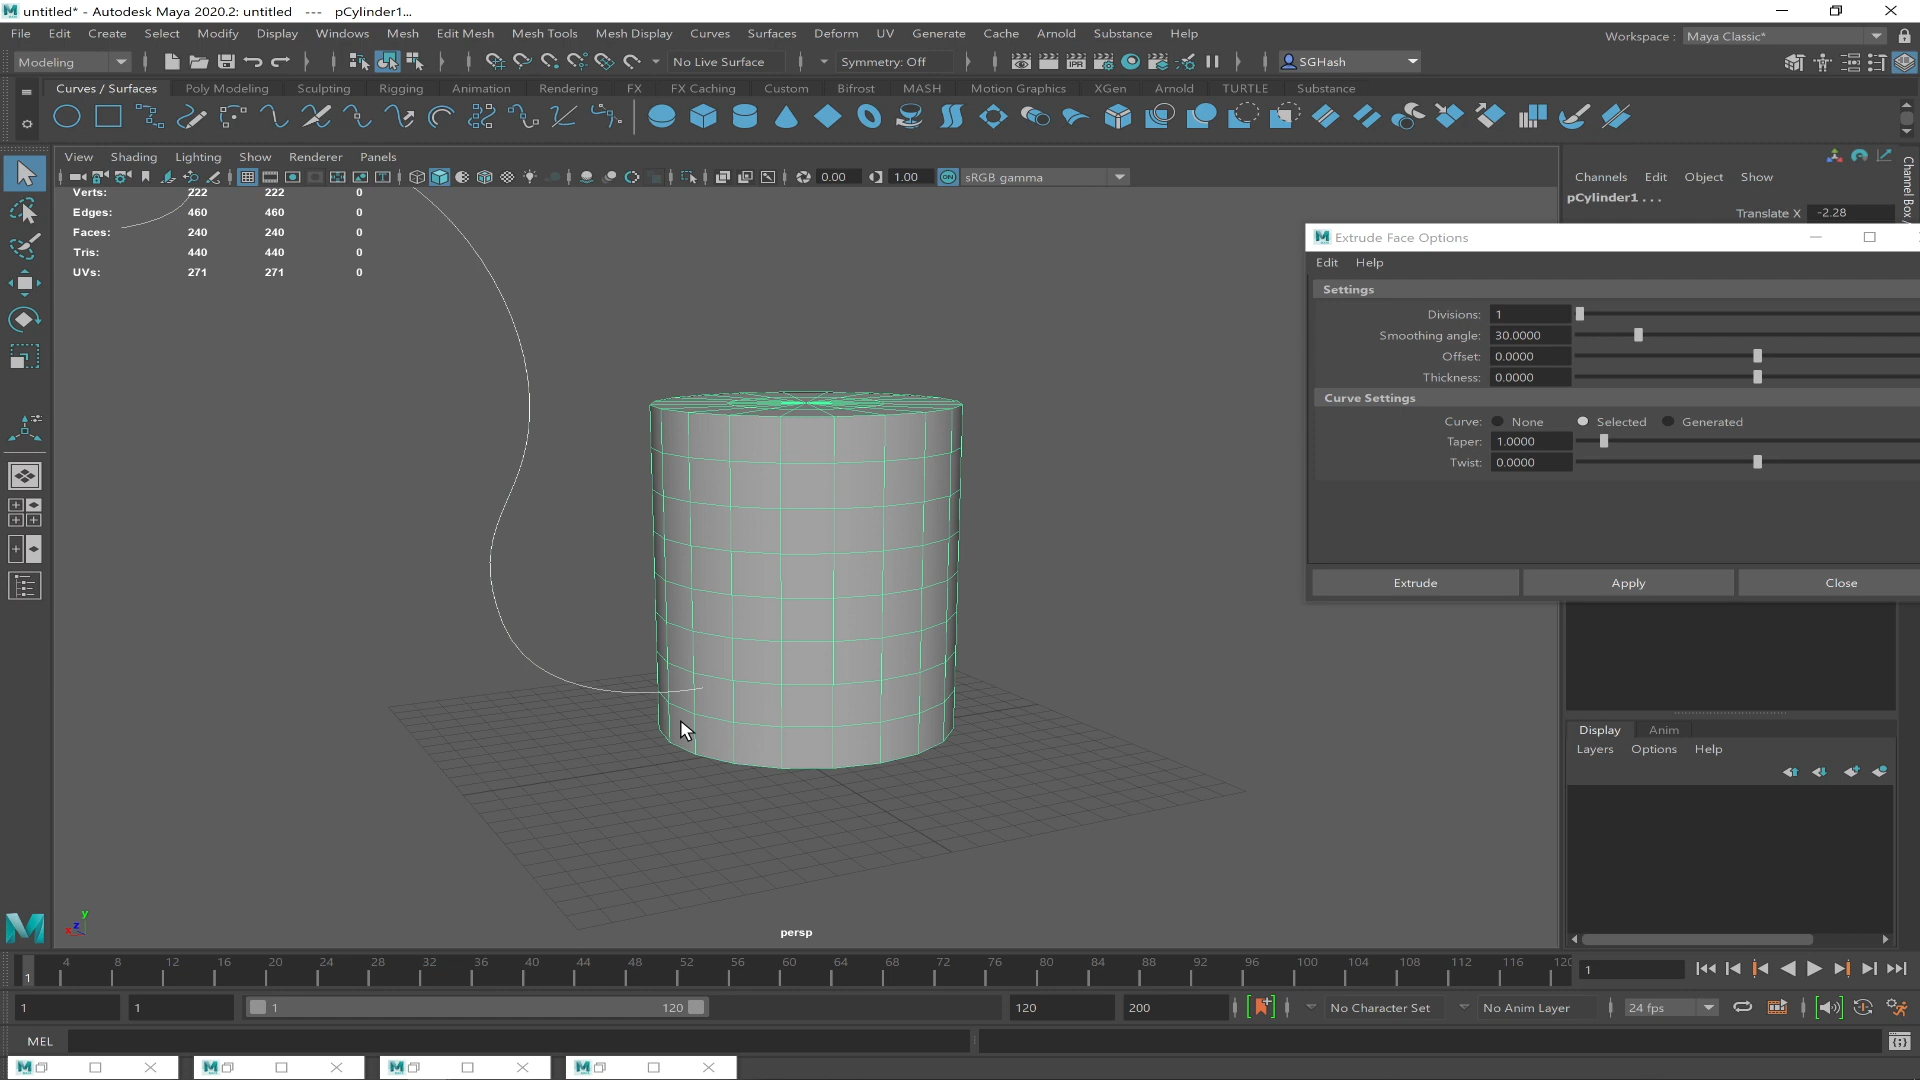 untitled* - Autodesk Maya 2020.2: untitled --- pCylinder1...
File Edit Create Select Modify Display Windows Mesh Edit Mesh Mesh Tools Mesh Display Curves Surfaces Deform UV Generate Cache Arnold Substance Help
Workspace : Maya Classic*
Modeling No Live Surface Symmetry: Off SGHash
Curves / Surfaces Poly Modeling Sculpting Rigging Animation Rendering FX FX Caching Custom Bifrost MASH Motion Graphics XGen Arnold TURTLE Substance
View Shading Lighting Show Renderer Panels
0.00 1.00 ON sRGB gamma
Channels Edit Object Show
pCylinder1 . . .
Translate X -2.28
Channel Box /
Verts: 222 222 0
Edges: 460 460 0
Faces: 240 240 0
Tris: 440 440 0
UVs: 271 271 0
Extrude Face Options
Edit Help
Settings
Divisions: 1
Smoothing angle: 30.0000
Offset: 0.0000
Thickness: 0.0000
Curve Settings
Curve: None Selected Generated
Taper: 1.0000
Twist: 0.0000
Extrude Apply Close
Display Anim
Layers Options Help
y
z
x
persp
1 4 8 12 16 20 24 28 32 36 40 44 48 52 56 60 64 68 72 76 80 84 88 92 96 100 104 108 112 116 120 1
1 1 1 120 120 200 No Character Set No Anim Layer 24 fps
MEL